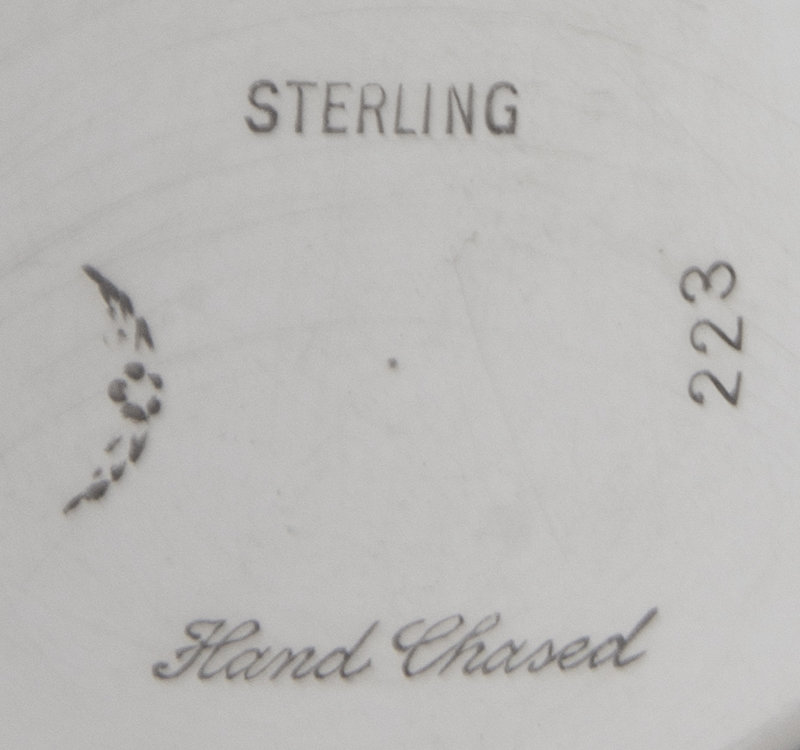 STERLING
223
Hand Chased